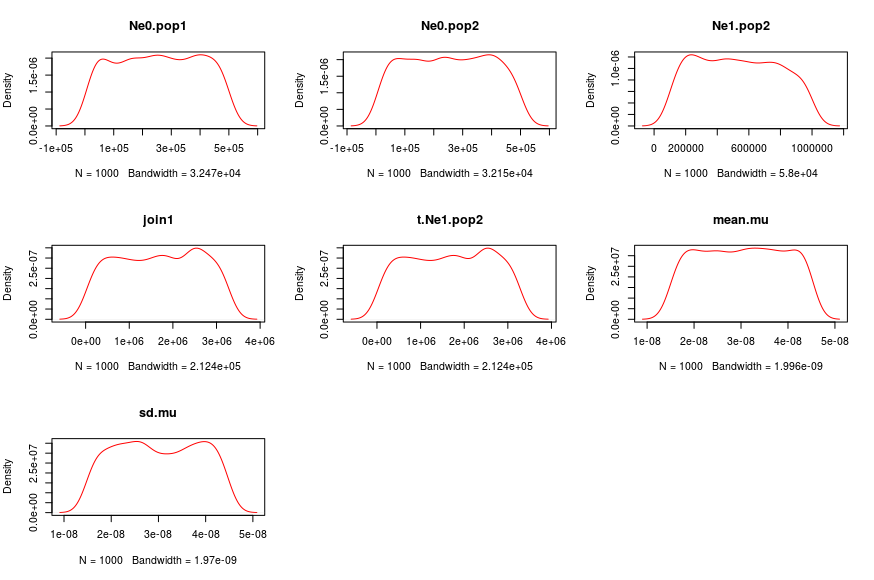 Ne0.pop1
Density
0.0e+00 1.5e-06
-1e+05 1e+05 3e+05 5e+05
N = 1000 Bandwidth = 3.247e+04
Ne0.pop2
Density
0.0e+00 1.5e-06
-1e+05 1e+05 3e+05 5e+05
N = 1000 Bandwidth = 3.215e+04
Ne1.pop2
Density
0.0e+00 1.0e-06
0 200000 600000 1000000
N = 1000 Bandwidth = 5.8e+04
join1
Density
0.0e+00 2.5e-07
0e+00 1e+06 2e+06 3e+06 4e+06
N = 1000 Bandwidth = 2.124e+05
t.Ne1.pop2
Density
0.0e+00 2.5e-07
0e+00 1e+06 2e+06 3e+06 4e+06
N = 1000 Bandwidth = 2.124e+05
mean.mu
Density
0.0e+00 2.5e+07
1e-08 2e-08 3e-08 4e-08 5e-08
N = 1000 Bandwidth = 1.996e-09
sd.mu
Density
0.0e+00 2.5e+07
1e-08 2e-08 3e-08 4e-08 5e-08
N = 1000 Bandwidth = 1.97e-09